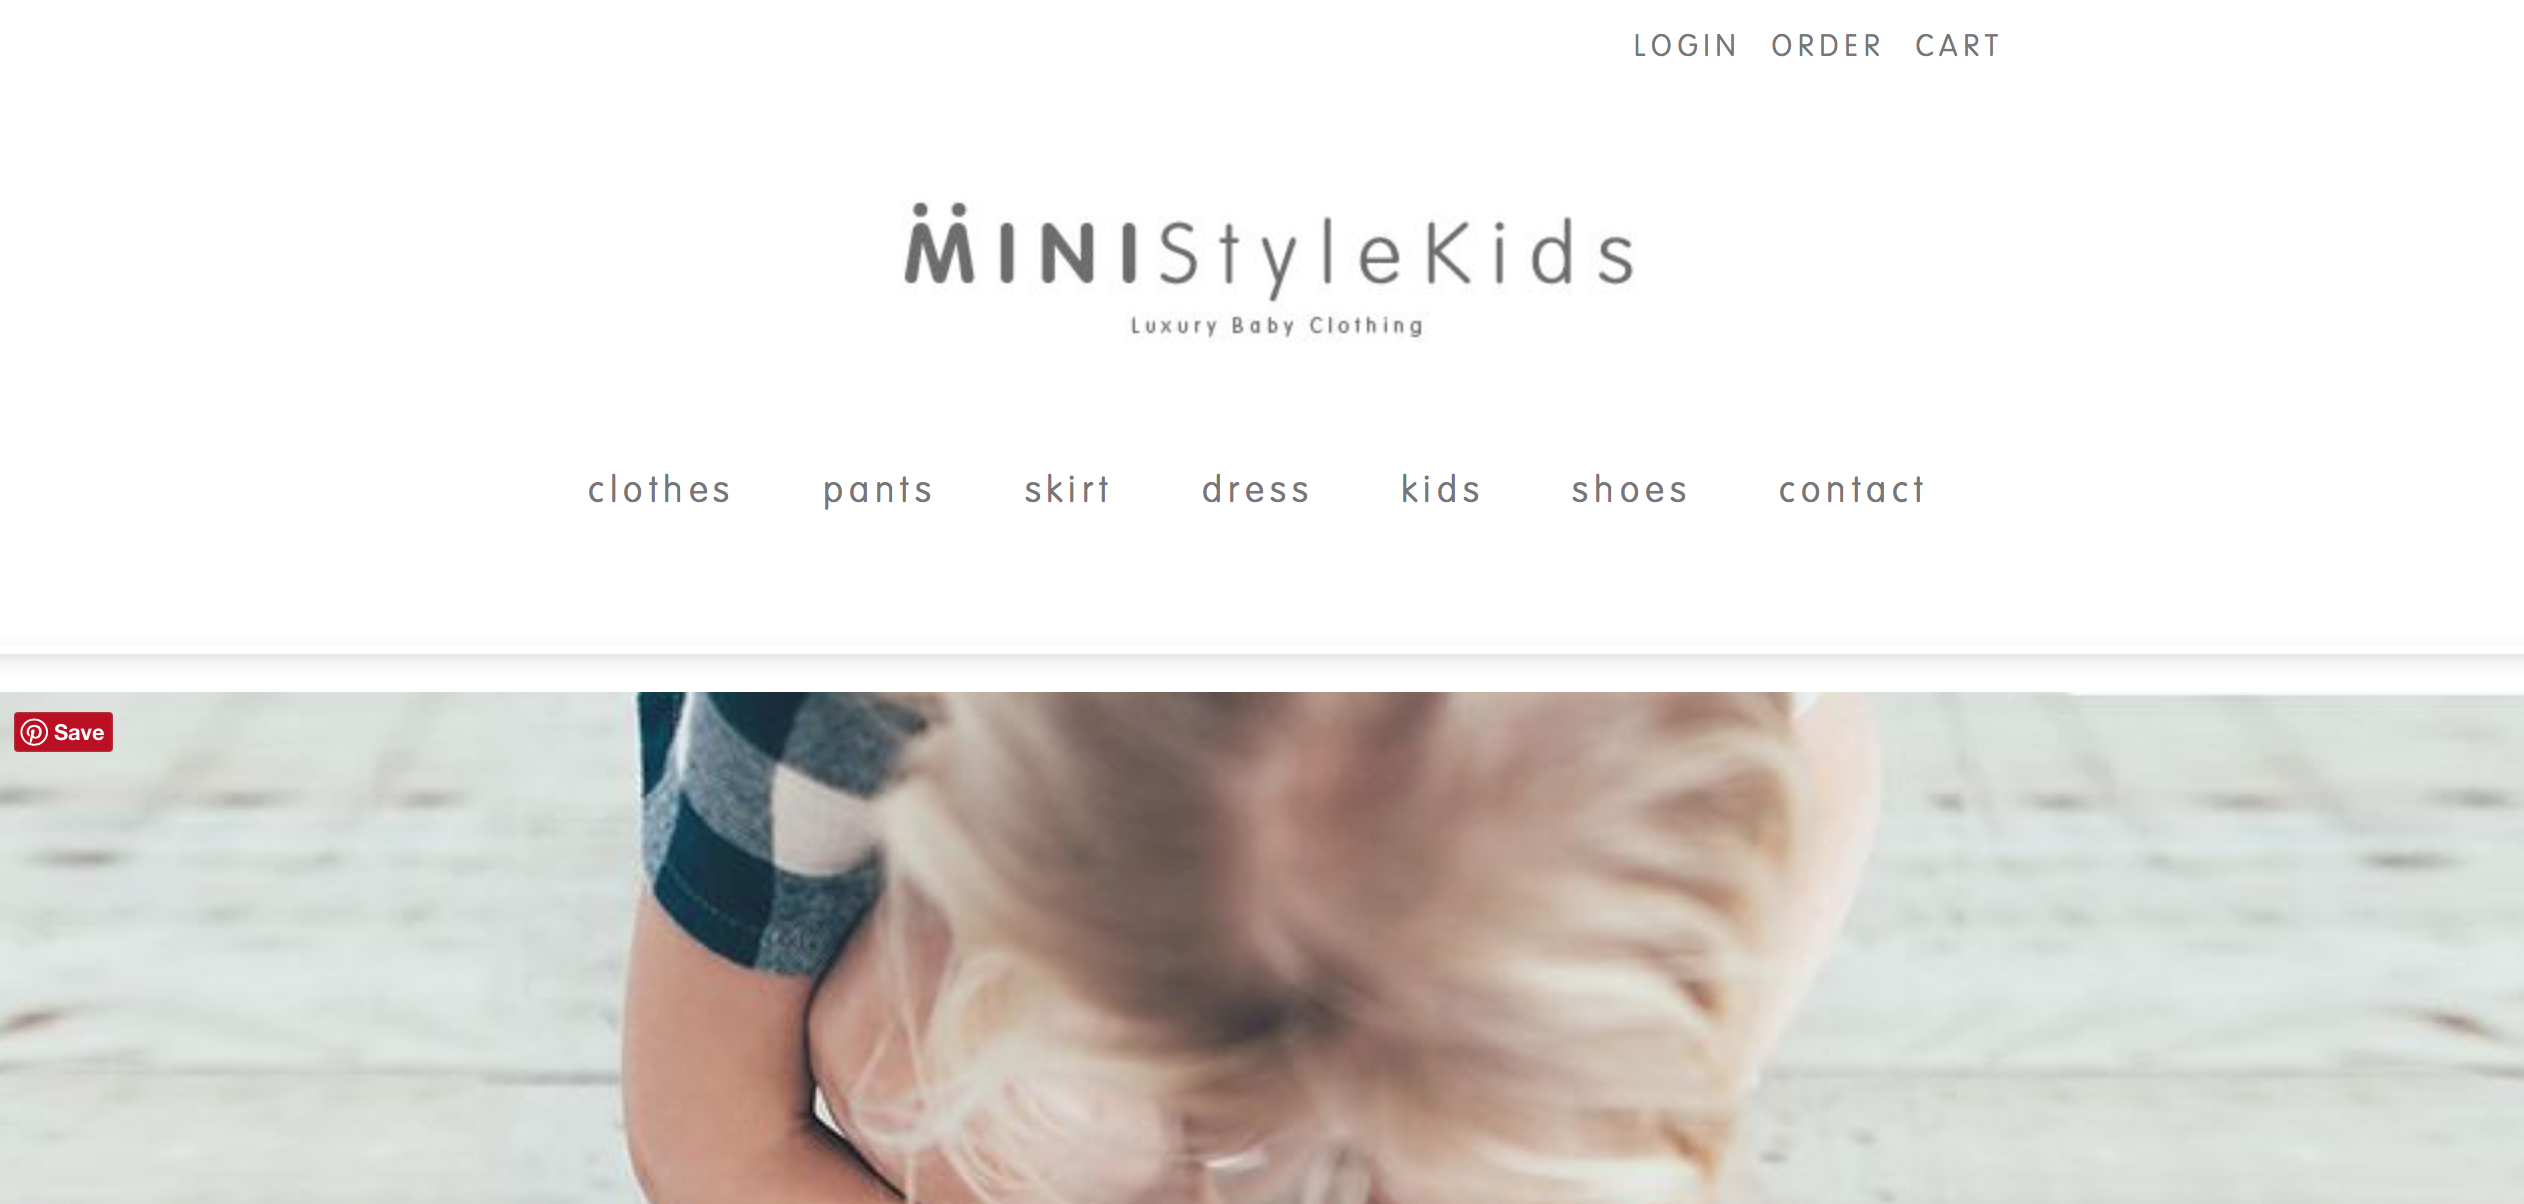 LOGIN ORDER CART
MINIStyleKids
Luxury Baby Clothing
clothes pants skirt dress kids shoes contact
Save